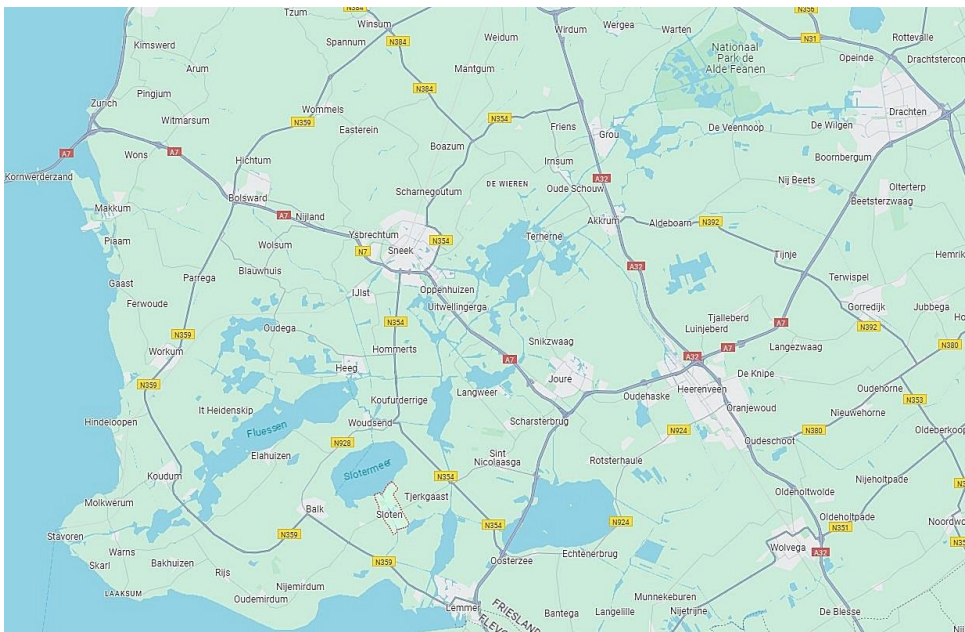 Tzum
N384
Winsum
Wirdum
Wergea
Warten
N356
Rottevalle
Kimswerd
Spannum
N384
Weidum
N31
Nationaal
Park de
Alde Feanen
Opeinde
Drachtstercom
Arum
Mantgum
Pingjum
N384
Zurich
Wommels
Drachten
Witmarsum
N359
N354
Easterein
Friens
Grou
De Veenhoop
De Wilgen
Boazum
A7
Wons
A7
Hichtum
Irnsum
Boornbergum
Kornwerderzand
A32
Nij Beets
Scharnegoutum
DE WIEREN
Oude Schouw
Olterterp
Bolsward
Beetsterzwaag
Makkum
A7
Nijland
Akkrum
Aldeboarn
N392
Piaam
Wolsum
Ysbrechtum
N354
Terherne
Sneek
N7
Tijnje
Hemrik
Blauwhuis
A32
Parrega
Gaast
Terwispel
IJlst
Oppenhuizen
Ferwoude
Uitwellingerga
Gorredijk
Jubbega
Tjalleberd
N354
A7
Oudega
Luinjeberd
N392
N359
Snikzwaag
N380
Hommerts
Langezwaag
Workum
A7
A32
A7
Heeg
Joure
De Knipe
N359
Heerenveen
Oudehorne
Langweer
Oudehaske
N353
Koufurderrige
It Heidenskip
Oranjewoud
Nieuwehorne
Hindeloopen
Woudsend
Scharsterbrug
Fluessen
N924
N380
Oldeberkoop
N928
Oudeschoot
Elahuizen
Sint
Nicolaasga
Rotsterhaule
Slotermeer
Koudum
N354
Nijeholtpade
Tjerkgaast
Oldeholtwolde
Molkwerum
Balk
Sloten
Oldeholtpade
N354
N924
N351
Noordwo
Stavoren
N359
Warns
Wolvega
A32
Skarl
Bakhuizen
N359
Oosterzee
Echtenerbrug
Rijs
LAAKSUM
Nijemirdum
Oudemirdum
Munnekeburen
Lemmer
FRIESLAND
FLEVO
Bantega
Langelille
Nijetrijne
De Blesse